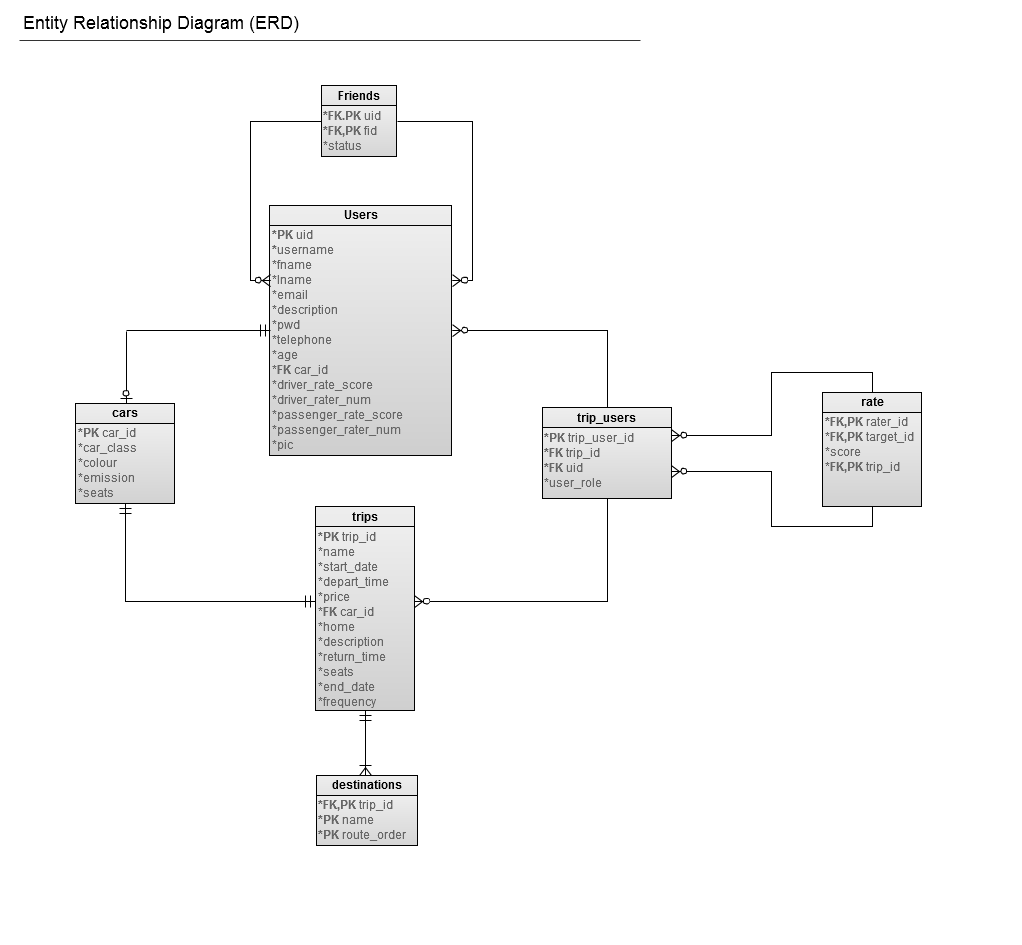 Entity Relationship Diagram (ERD)
Friends
*FK.PK uid
*FK,PK fid
*status
Users
*PK uid
*username
*fname
*lname
*email
*description
*pwd
*telephone
*age
*FK car_id
*driver_rate_score
*driver_rater_num
*passenger_rate_score
*passenger_rater_num
*pic
cars
*PK car_id
*car_class
*colour
*emission
*seats
trip_users
*PK trip_user_id
*FK trip_id
*FK uid
*user_role
rate
*FK,PK rater_id
*FK,PK target_id
*score
*FK,PK trip_id
trips
*PK trip_id
*name
*start_date
*depart_time
*price
*FK car_id
*home
*description
*return_time
*seats
*end_date
*frequency
destinations
*FK,PK trip_id
*PK name
*PK route_order